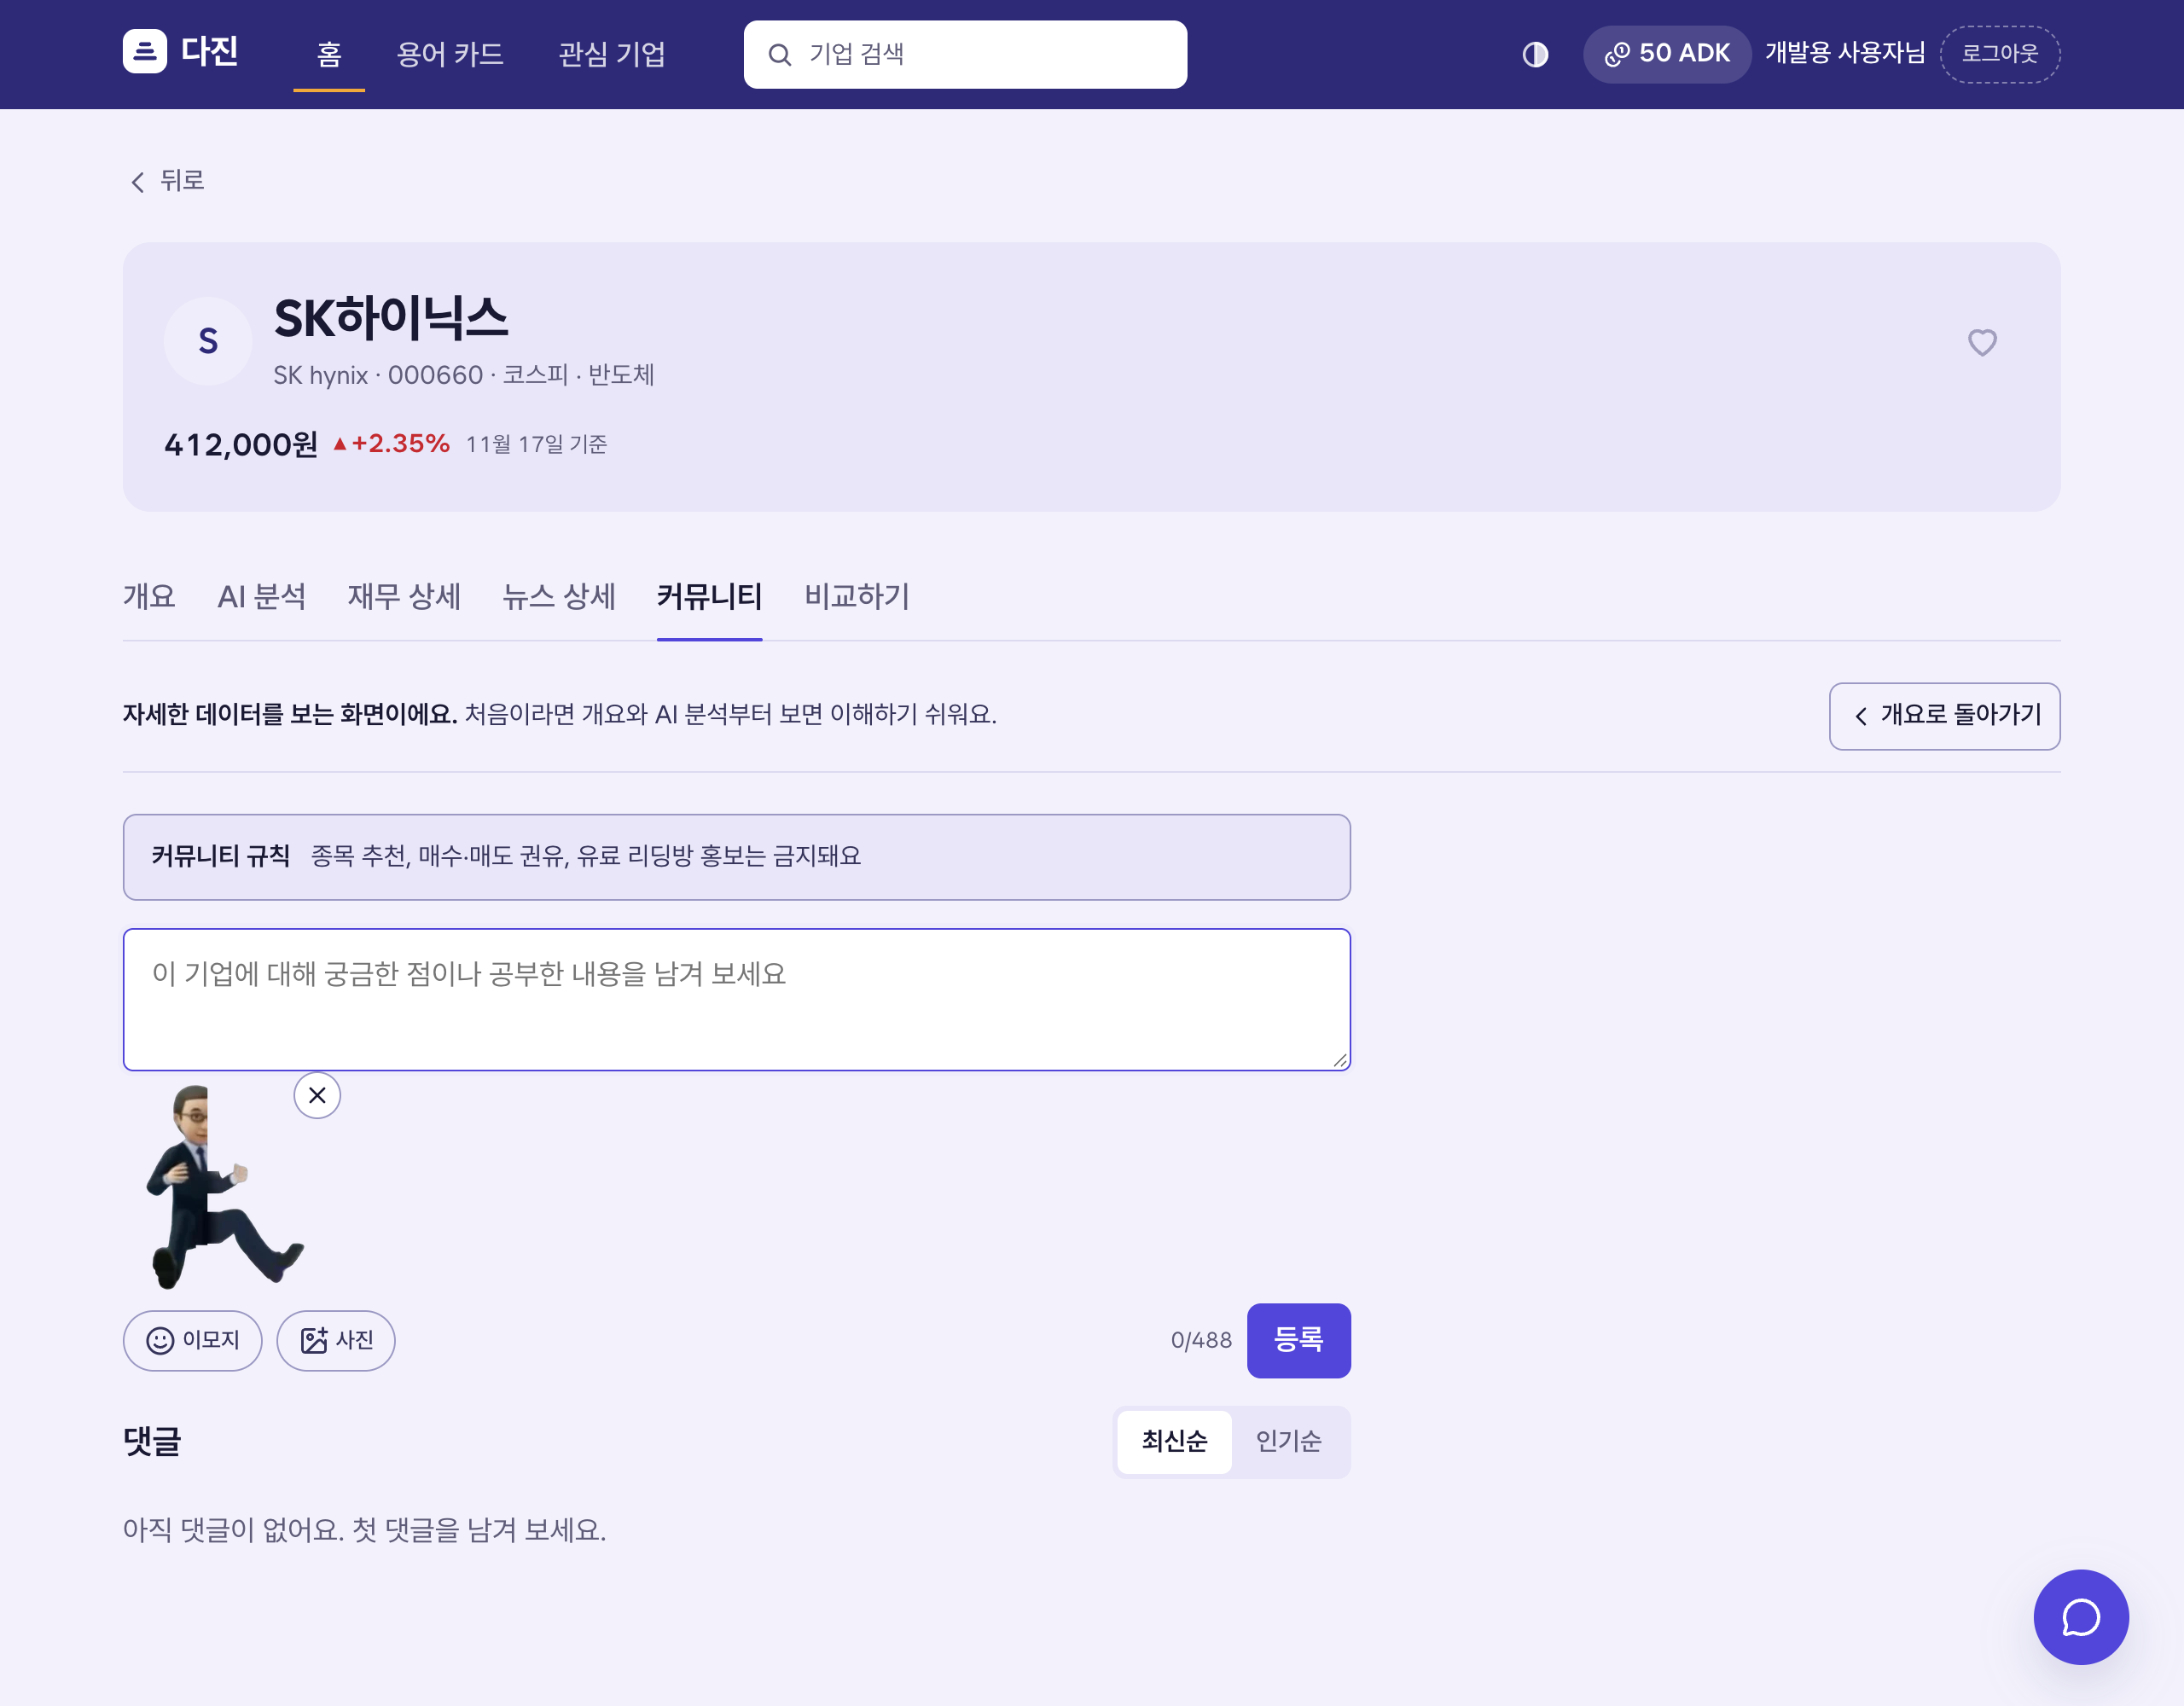 다진
홈 용어 카드 관심 기업 기업 검색 50 ADK 개발용 사용자님 로그아웃
뒤로
S
SK하이닉스
SK hynix · 000660 · 코스피 · 반도체
412,000원 ▲+2.35% 11월 17일 기준
개요 AI 분석 재무 상세 뉴스 상세 커뮤니티 비교하기
자세한 데이터를 보는 화면이에요. 처음이라면 개요와 AI 분석부터 보면 이해하기 쉬워요. 개요로 돌아가기
커뮤니티 규칙 종목 추천, 매수·매도 권유, 유료 리딩방 홍보는 금지돼요
이 기업에 대해 궁금한 점이나 공부한 내용을 남겨 보세요
이모지 사진 0/488 등록
댓글 최신순 인기순
아직 댓글이 없어요. 첫 댓글을 남겨 보세요.